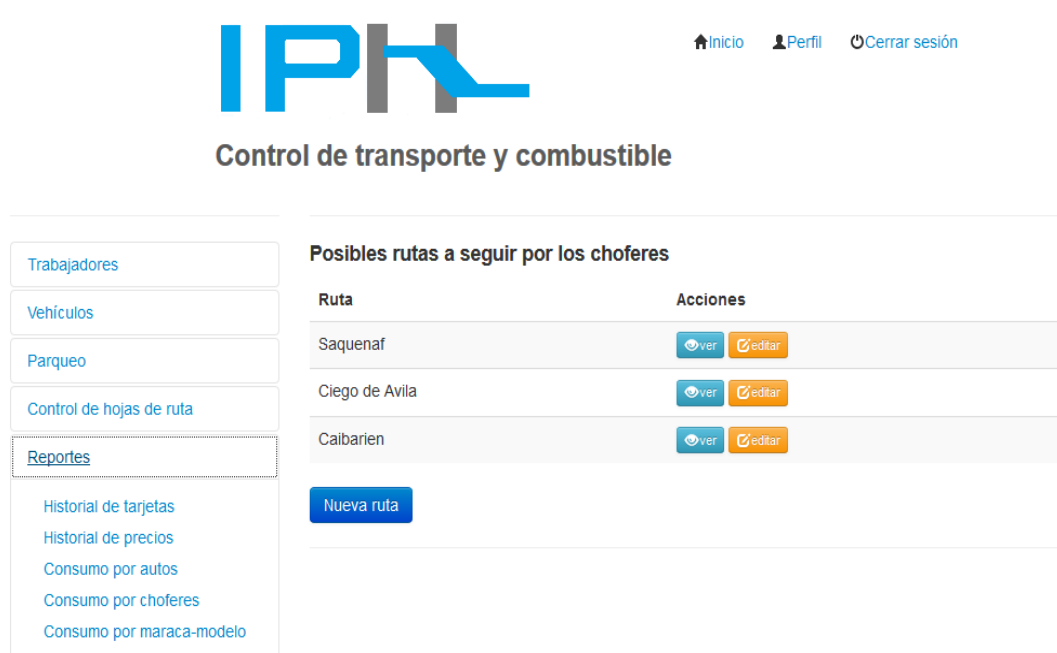 IPH
Inicio Perfil Cerrar sesión
Control de transporte y combustible
Trabajadores
Vehículos
Parqueo
Control de hojas de ruta
Reportes
Historial de tarjetas
Historial de precios
Consumo por autos
Consumo por choferes
Consumo por maraca-modelo
Posibles rutas a seguir por los choferes
Ruta Acciones
Saquenaf ver editar
Ciego de Avila ver editar
Caibarien ver editar
Nueva ruta